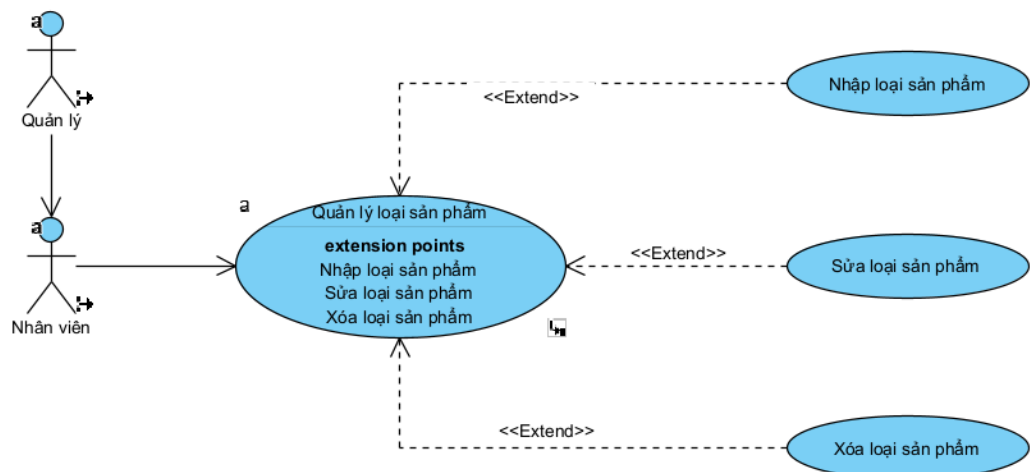 a
Quản lý
a
Nhân viên
a
Quản lý loại sản phẩm
extension points
Nhập loại sản phẩm
Sửa loại sản phẩm
Xóa loại sản phẩm
<<Extend>>
Nhập loại sản phẩm
<<Extend>>
Sửa loại sản phẩm
<<Extend>>
Xóa loại sản phẩm